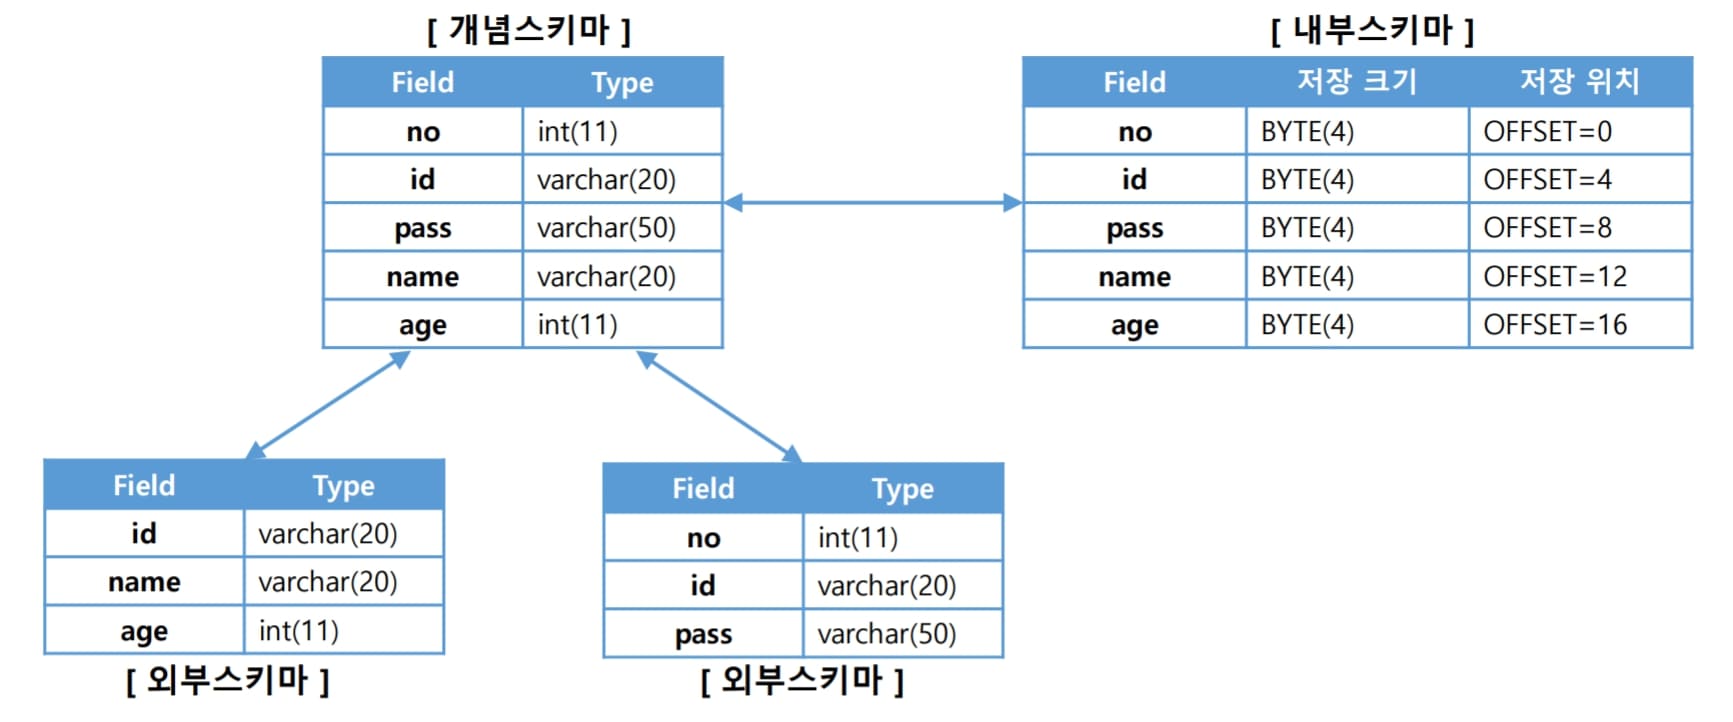 [ 개념스키마 ]
Field Type
no int(11)
id varchar(20)
pass varchar(50)
name varchar(20)
age int(11)
[ 내부스키마 ]
Field 저장 크기 저장 위치
no BYTE(4) OFFSET=0
id BYTE(4) OFFSET=4
pass BYTE(4) OFFSET=8
name BYTE(4) OFFSET=12
age BYTE(4) OFFSET=16
Field Type
id varchar(20)
name varchar(20)
age int(11)
[ 외부스키마 ]
Field Type
no int(11)
id varchar(20)
pass varchar(50)
[ 외부스키마 ]